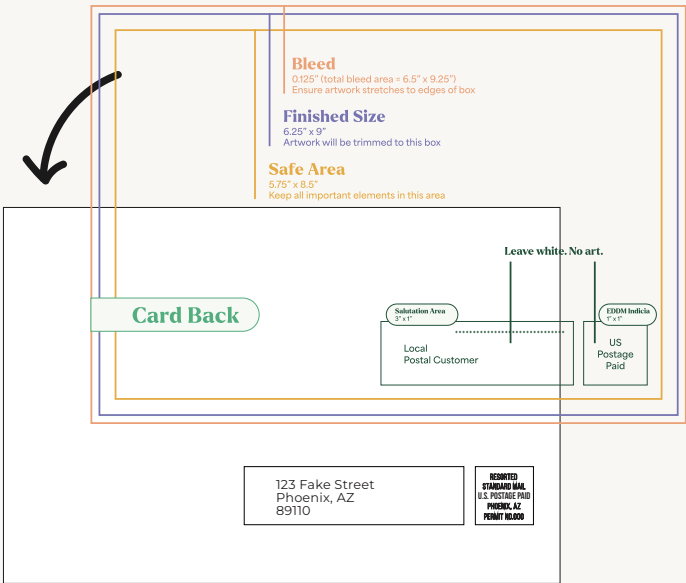 Bleed
0.125" (total bleed area = 6.5" x 9.25")
Ensure artwork stretches to edges of box
Finished Size
6.25" x 9"
Artwork will be trimmed to this box
Safe Area
5.75" x 8.5"
Keep all important elements in this area
Leave white. No art.
Card Back
Salutation Area
3" x 1"
EDDM Indicia
1" x 1"
Local
Postal Customer
US
Postage
Paid
123 Fake Street
Phoenix, AZ
89110
RESORTED
STANDARD MAIL
U.S. POSTAGE PAID
PHOENIX, AZ
PERMIT NO.000